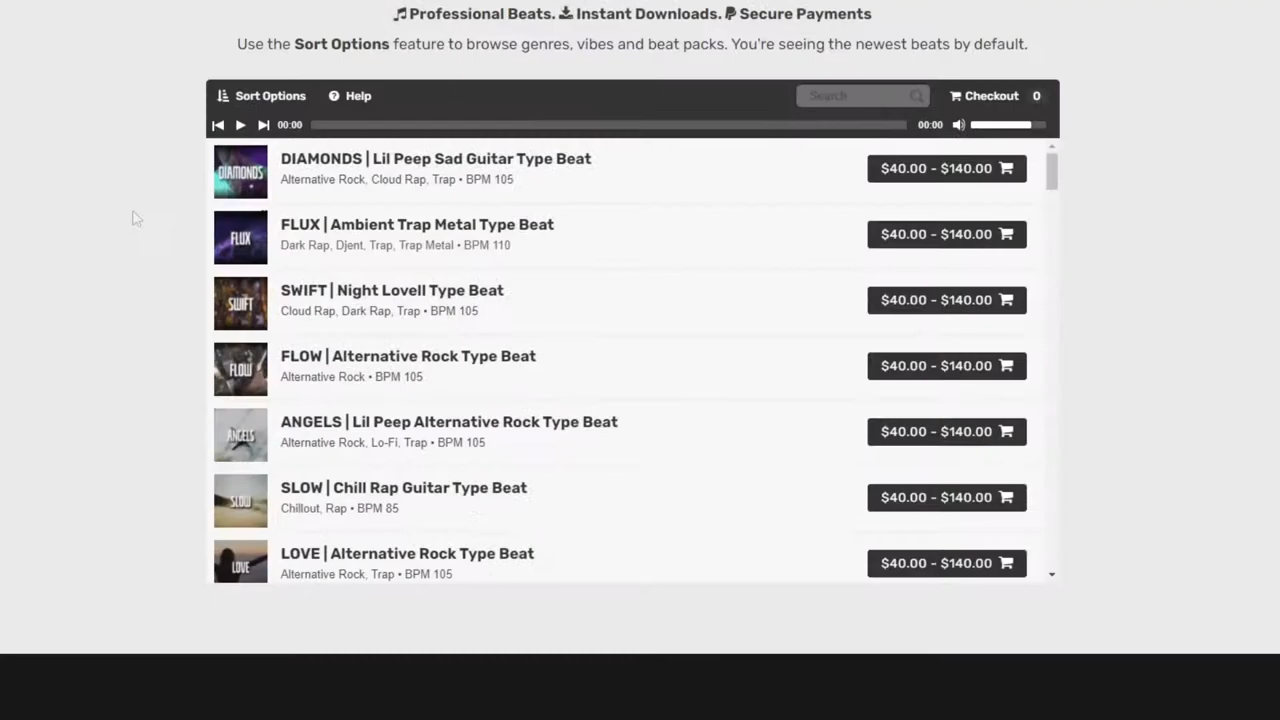 Professional Beats. Instant Downloads. Secure Payments
Use the Sort Options feature to browse genres, vibes and beat packs. You're seeing the newest beats by default.
Sort Options Help Search Checkout 0
00:00 00:00
DIAMONDS DIAMONDS | Lil Peep Sad Guitar Type Beat $40.00 - $140.00
Alternative Rock, Cloud Rap, Trap • BPM 105
FLUX FLUX | Ambient Trap Metal Type Beat $40.00 - $140.00
Dark Rap, Djent, Trap, Trap Metal • BPM 110
SWIFT SWIFT | Night Lovell Type Beat $40.00 - $140.00
Cloud Rap, Dark Rap, Trap • BPM 105
FLOW FLOW | Alternative Rock Type Beat $40.00 - $140.00
Alternative Rock • BPM 105
ANGELS ANGELS | Lil Peep Alternative Rock Type Beat $40.00 - $140.00
Alternative Rock, Lo-Fi, Trap • BPM 105
SLOW SLOW | Chill Rap Guitar Type Beat $40.00 - $140.00
Chillout, Rap • BPM 85
LOVE LOVE | Alternative Rock Type Beat $40.00 - $140.00
Alternative Rock, Trap • BPM 105